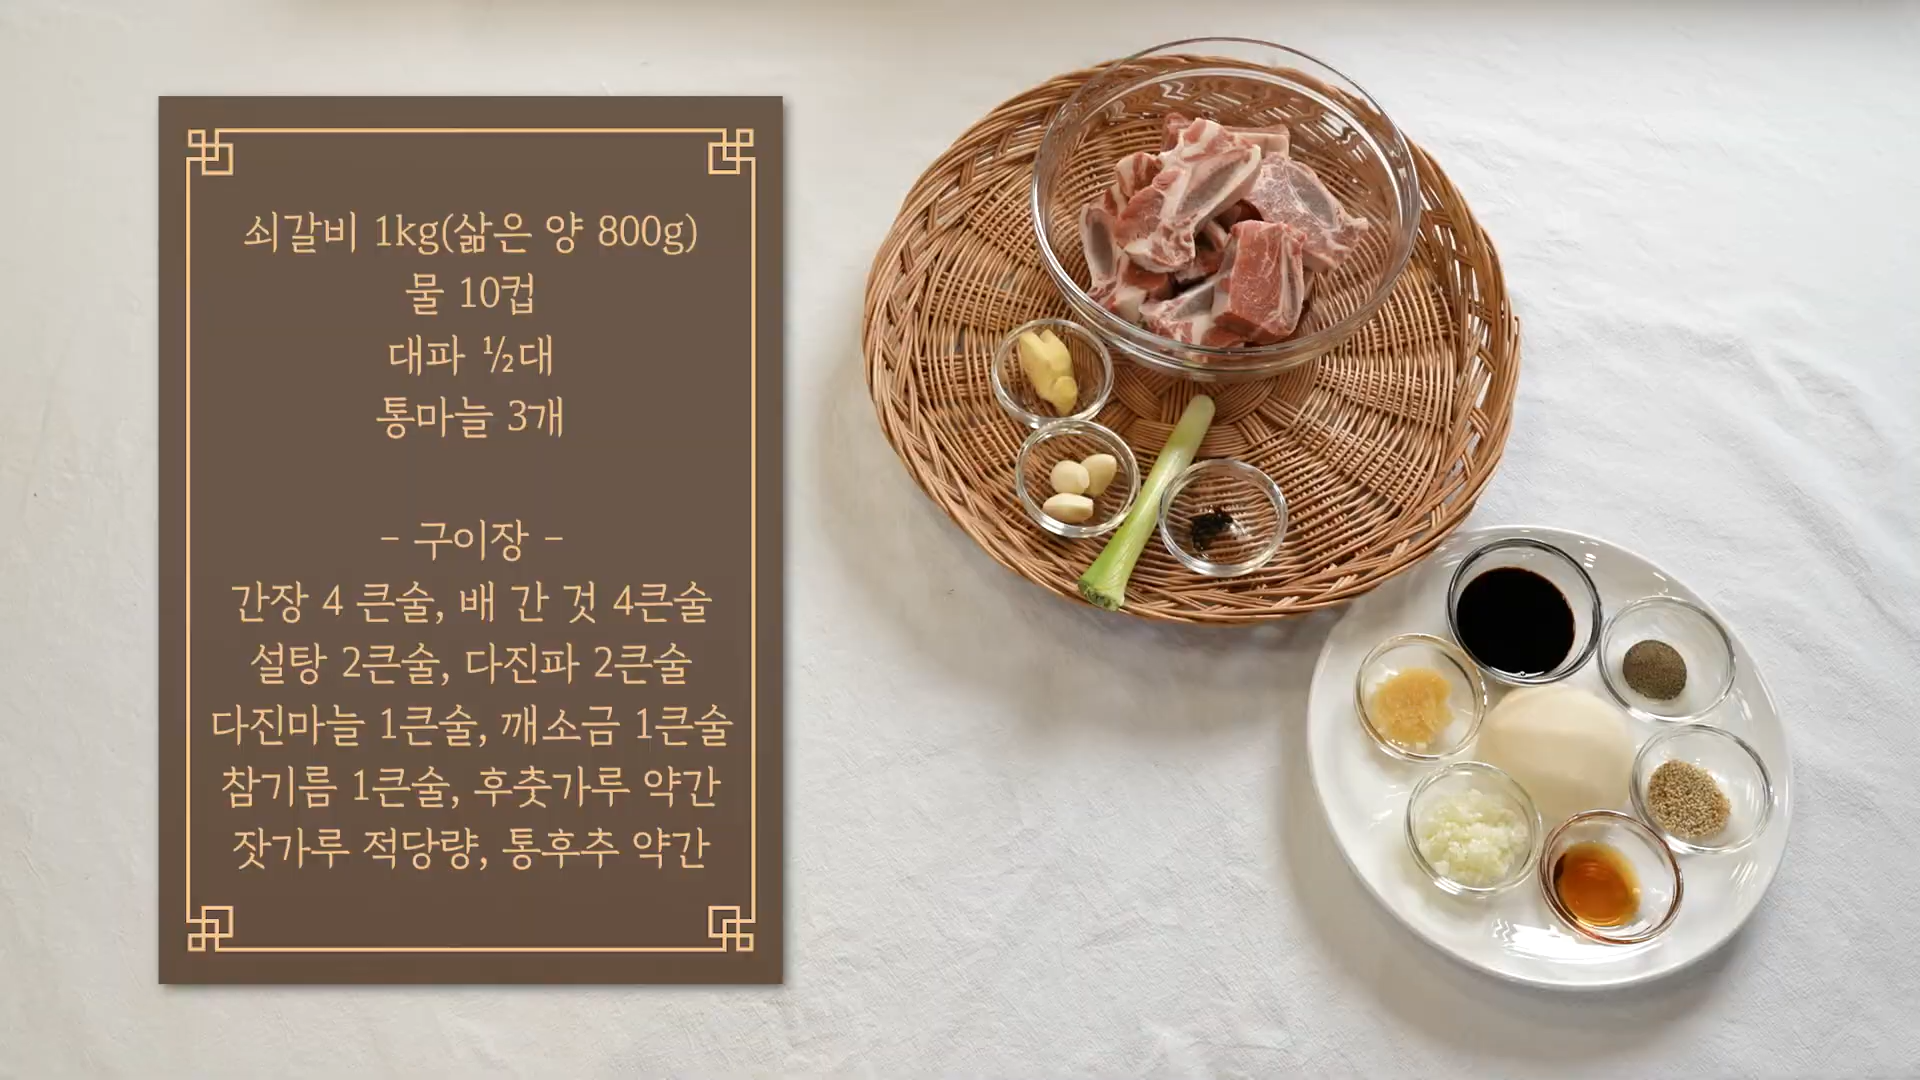 쇠갈비 1kg(삶은 양 800g)
물 10컵
대파 ½대
통마늘 3개
- 구이장 -
간장 4 큰술, 배 간 것 4큰술
설탕 2큰술, 다진파 2큰술
다진마늘 1큰술, 깨소금 1큰술
참기름 1큰술, 후춧가루 약간
잣가루 적당량, 통후추 약간